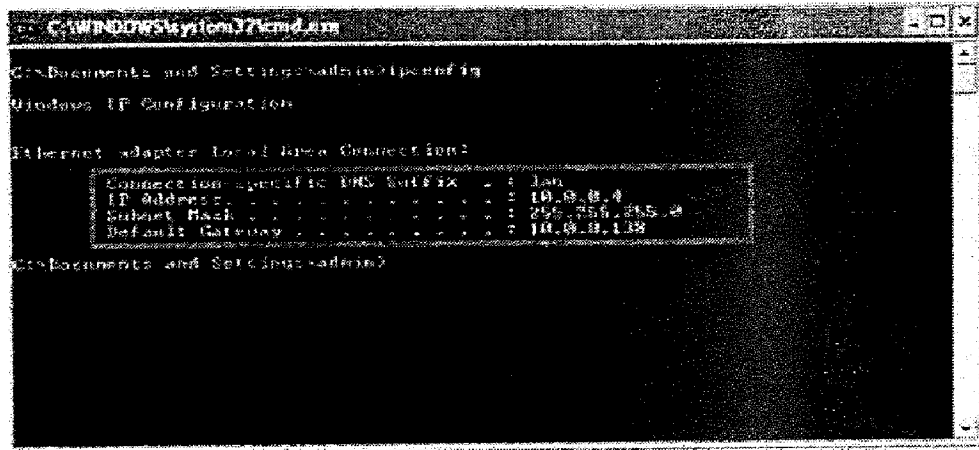 C:\WINDOWS\system32\cmd.exe
C:\Documents and Settings\admin>ipconfig
Windows IP Configuration
Ethernet adapter Local Area Connection:
Connection-specific DNS Suffix . : lan
IP Address. . . . . . . . . . . . : 10.0.0.4
Subnet Mask . . . . . . . . . . . : 255.255.255.0
Default Gateway . . . . . . . . . : 10.0.0.138
C:\Documents and Settings\admin>